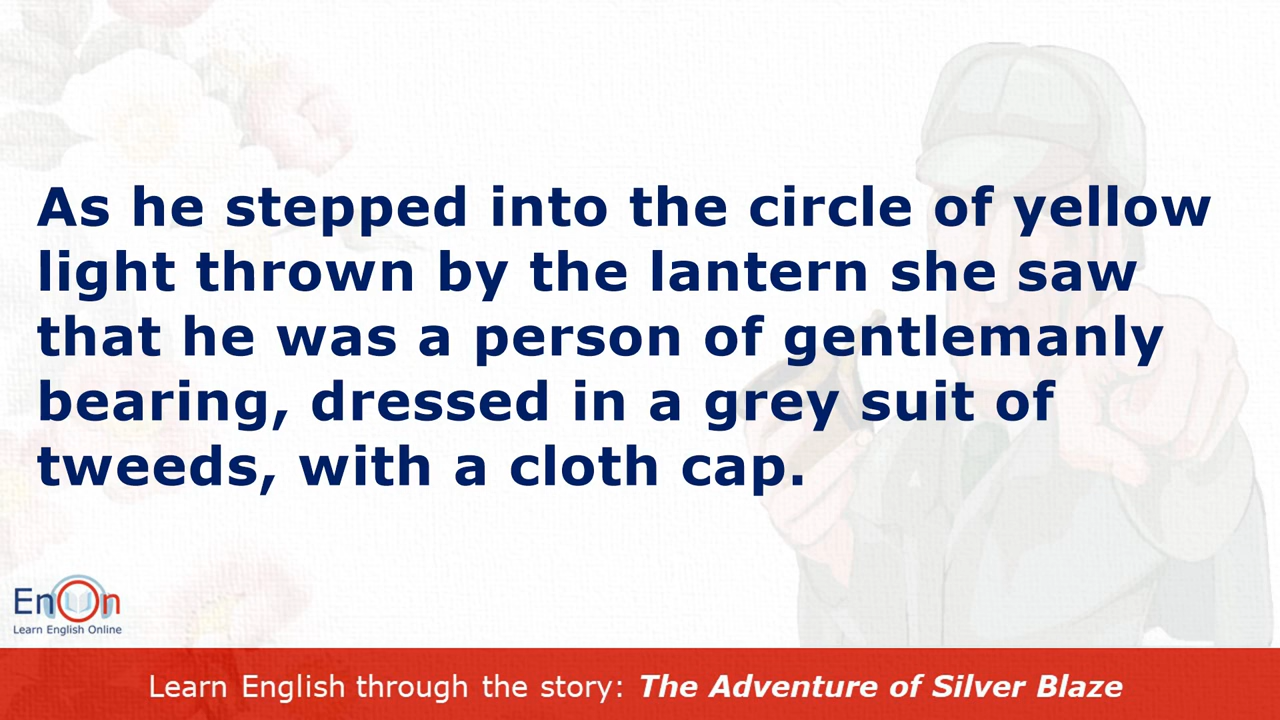 As he stepped into the circle of yellow
light thrown by the lantern she saw
that he was a person of gentlemanly
bearing, dressed in a grey suit of
tweeds, with a cloth cap.
EnOn
Learn English Online
Learn English through the story: The Adventure of Silver Blaze